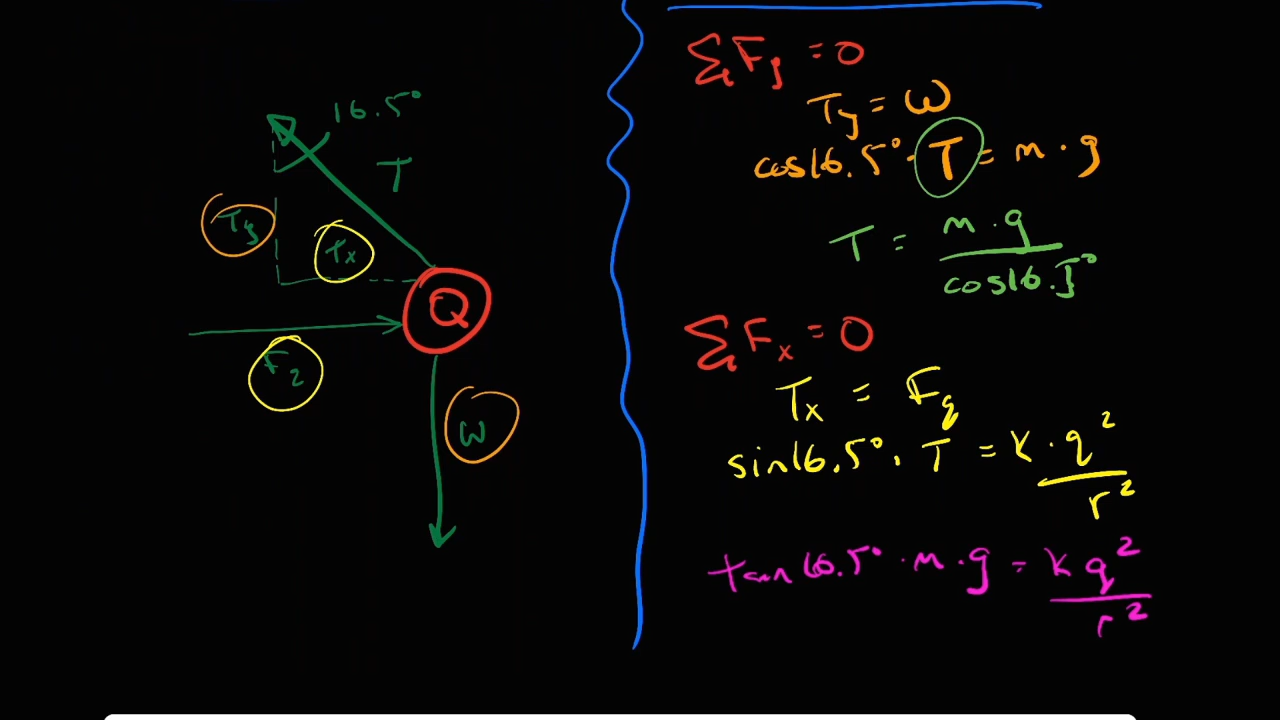 16.5°
T
Ty
Tx
Q
F2
W
ΣFy = 0
Ty = W
cos16.5° · T = m · g
T = m · g / cos16.5°
ΣFx = 0
Tx = Fq
sin16.5° · T = K · q² / r²
tan16.5° · m · g = K q² / r²